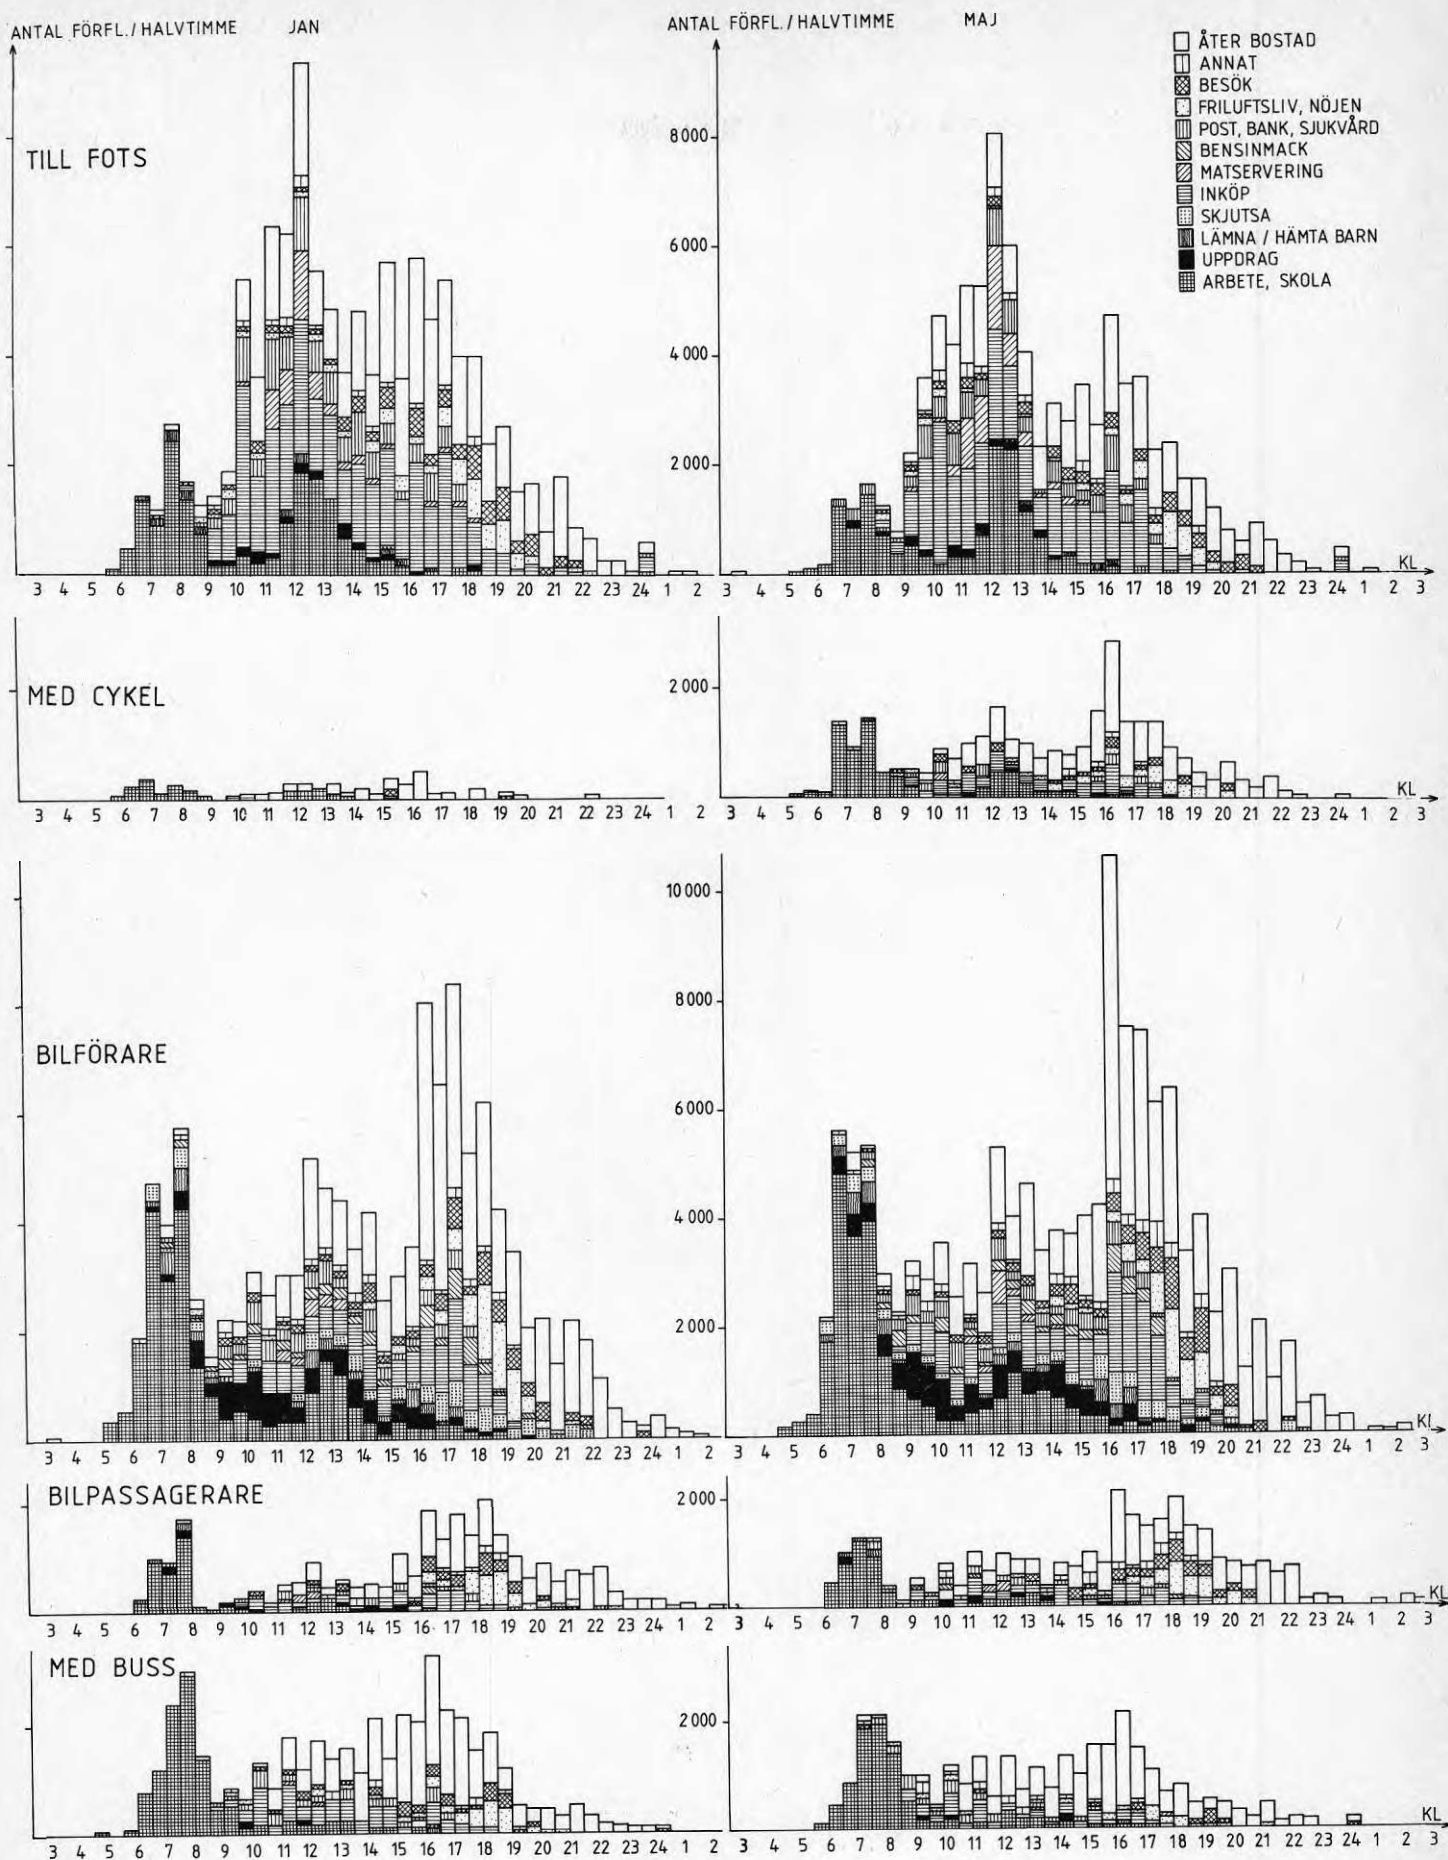 ANTAL FÖRFL./HALVTIMME JAN
ANTAL FÖRFL./HALVTIMME MAJ
ÅTER BOSTAD
ANNAT
BESÖK
FRILUFTSLIV, NÖJEN
POST, BANK, SJUKVÅRD
BENSINMACK
MATSERVERING
INKÖP
SKJUTSA
LÄMNA / HÄMTA BARN
UPPDRAG
ARBETE, SKOLA
TILL FOTS
8000
6000
4000
2000
KL
3 4 5 6 7 8 9 10 11 12 13 14 15 16 17 18 19 20 21 22 23 24 1 2
3 4 5 6 7 8 9 10 11 12 13 14 15 16 17 18 19 20 21 22 23 24 1 2 3
MED CYKEL
2000
KL
3 4 5 6 7 8 9 10 11 12 13 14 15 16 17 18 19 20 21 22 23 24 1 2
3 4 5 6 7 8 9 10 11 12 13 14 15 16 17 18 19 20 21 22 23 24 1 2 3
BILFÖRARE
10000
8000
6000
4000
2000
KL
3 4 5 6 7 8 9 10 11 12 13 14 15 16 17 18 19 20 21 22 23 24 1 2
3 4 5 6 7 8 9 10 11 12 13 14 15 16 17 18 19 20 21 22 23 24 1 2 3
BILPASSAGERARE
2000
KL
3 4 5 6 7 8 9 10 11 12 13 14 15 16 17 18 19 20 21 22 23 24 1 2 3
4 5 6 7 8 9 10 11 12 13 14 15 16 17 18 19 20 21 22 23 24 1 2 3
MED BUSS
2000
KL
3 4 5 6 7 8 9 10 11 12 13 14 15 16 17 18 19 20 21 22 23 24 1 2
3 4 5 6 7 8 9 10 11 12 13 14 15 16 17 18 19 20 21 22 23 24 1 2 3